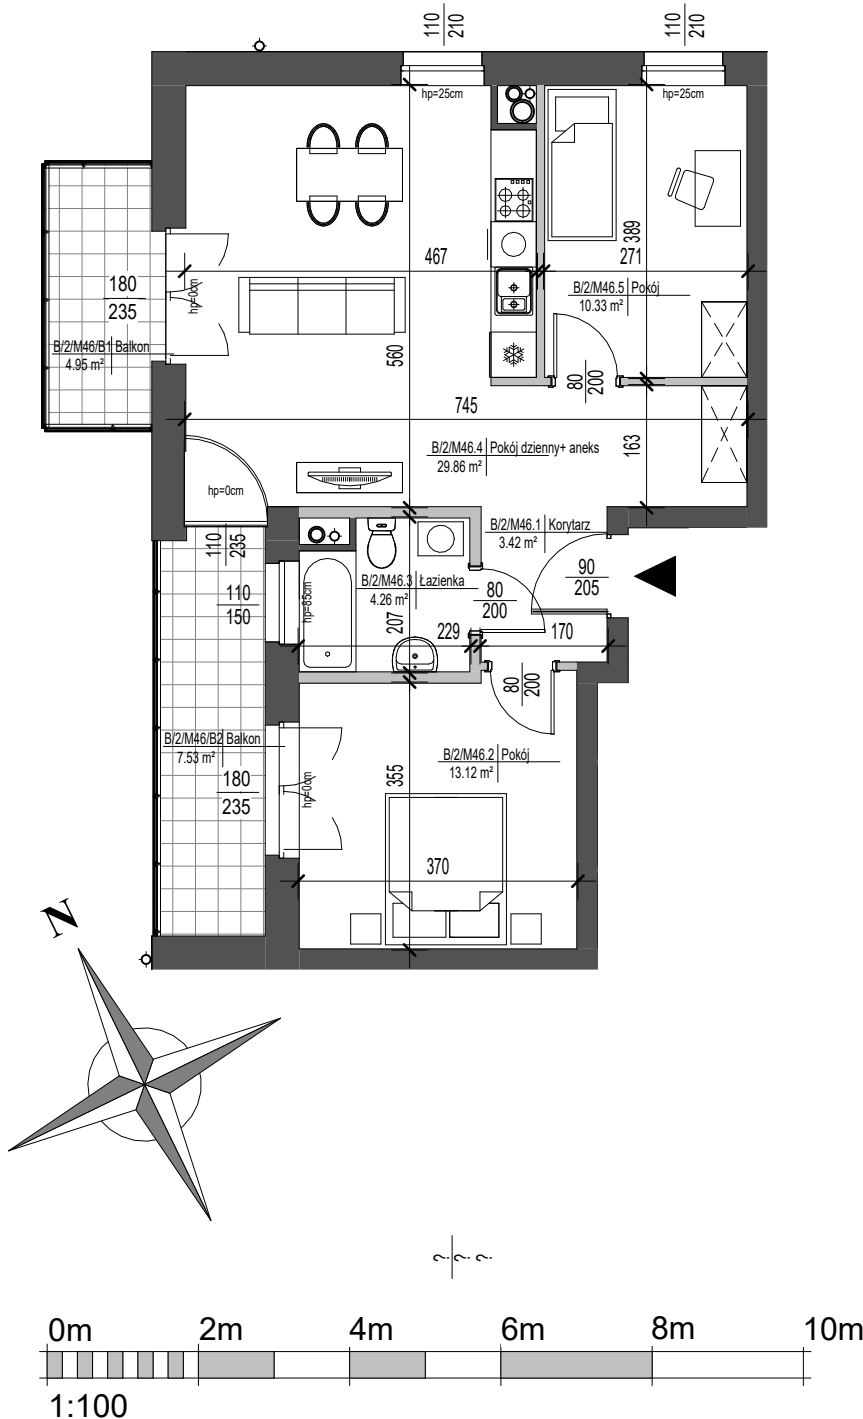 110
210
110
210
hp=25cm
hp=25cm
467
389
271
B/2/M46.5 Pokój
10.33 m²
180
235
hp=0cm
B/2/M46/B1 Balkon
4.95 m²
560
80
200
745
B/2/M46.4 Pokój dzienny+ aneks
29.86 m²
163
hp=0cm
110
235
B/2/M46.1 Korytarz
3.42 m²
90
205
110
150
hp=85cm
B/2/M46.3 Łazienka
4.26 m²
80
200
207
229
170
80
200
B/2/M46/B2 Balkon
7.53 m²
180
235
hp=0cm
B/2/M46.2 Pokój
13.12 m²
355
370
N
? ? ?
0m 2m 4m 6m 8m 10m
1:100